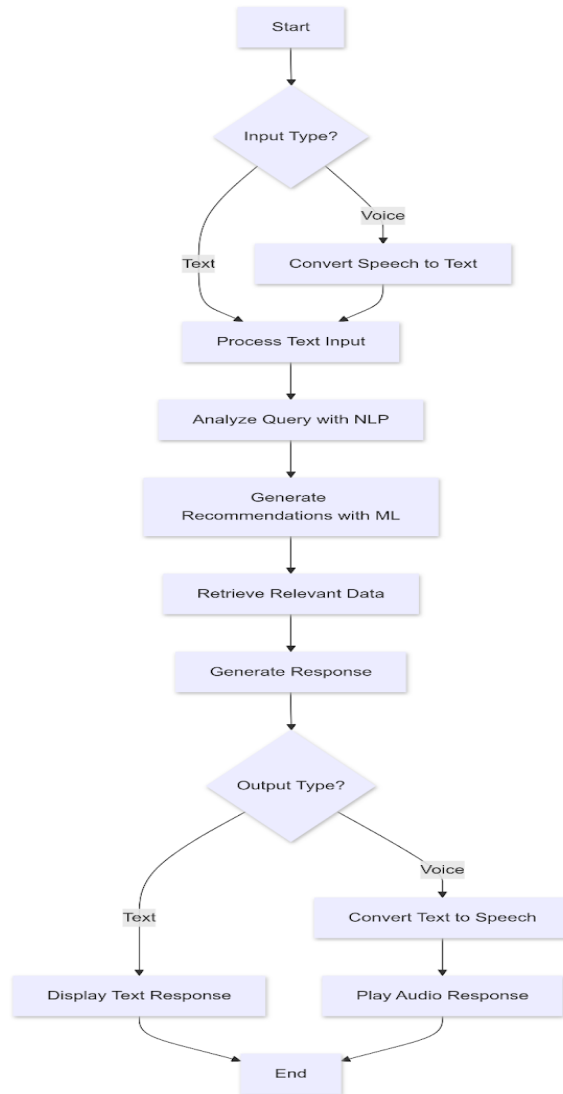 Start
Input Type?
Voice
Text
Convert Speech to Text
Process Text Input
Analyze Query with NLP
Generate
Recommendations with ML
Retrieve Relevant Data
Generate Response
Output Type?
Voice
Text
Convert Text to Speech
Display Text Response
Play Audio Response
End